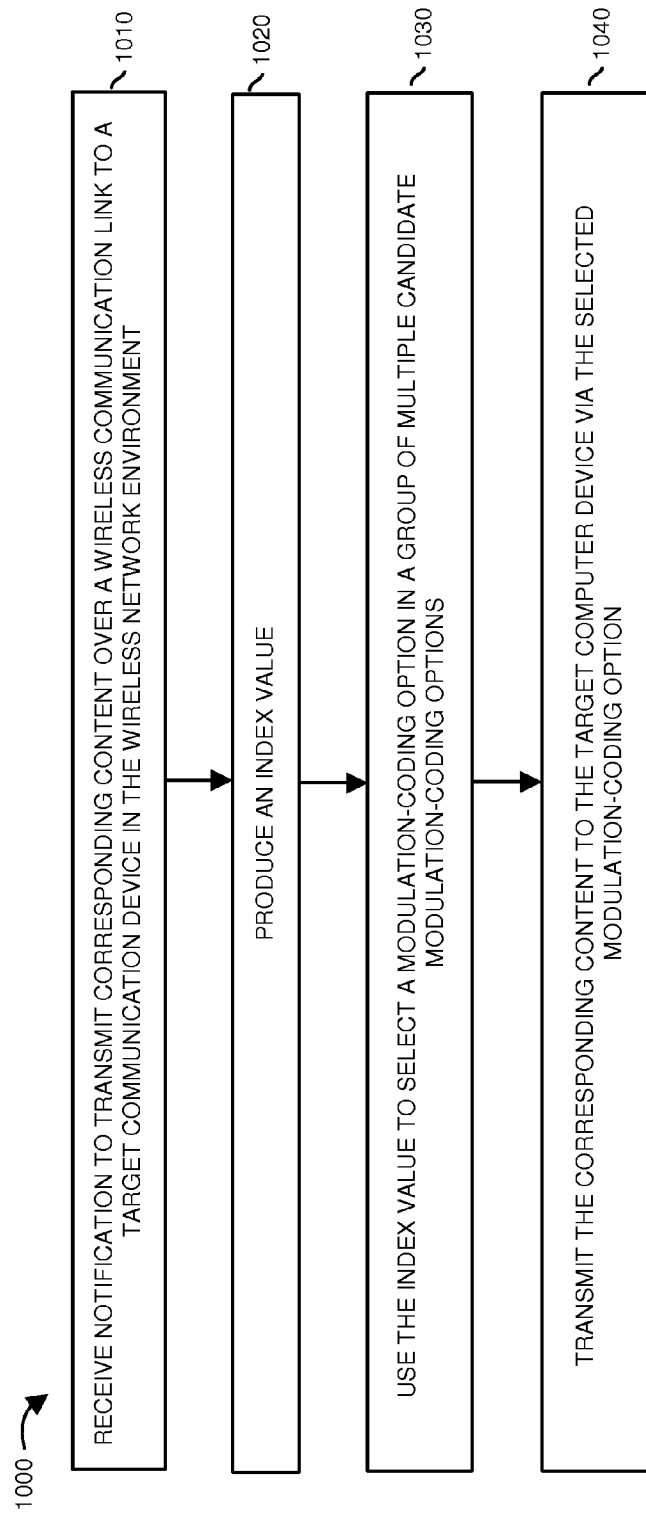 1000
RECEIVE NOTIFICATION TO TRANSMIT CORRESPONDING CONTENT OVER A WIRELESS COMMUNICATION LINK TO A
TARGET COMMUNICATION DEVICE IN THE WIRELESS NETWORK ENVIRONMENT
1010
PRODUCE AN INDEX VALUE
1020
USE THE INDEX VALUE TO SELECT A MODULATION-CODING OPTION IN A GROUP OF MULTIPLE CANDIDATE
MODULATION-CODING OPTIONS
1030
TRANSMIT THE CORRESPONDING CONTENT TO THE TARGET COMPUTER DEVICE VIA THE SELECTED
MODULATION-CODING OPTION
1040